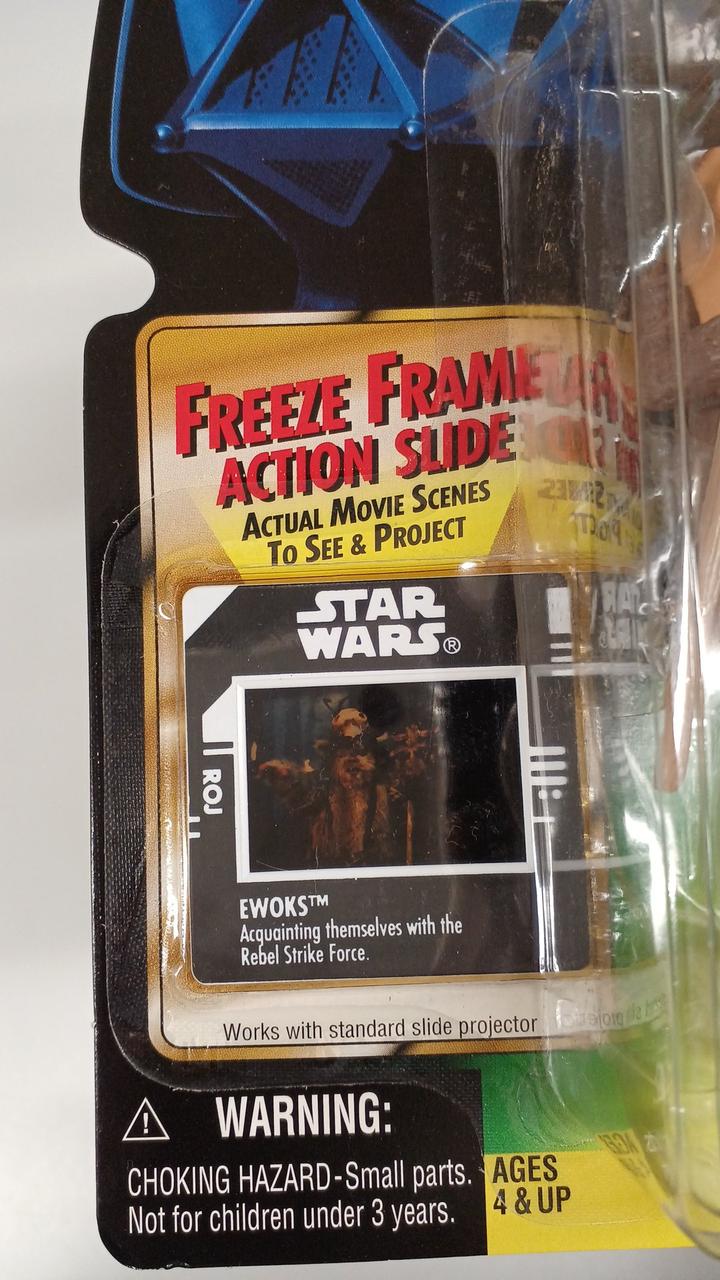 FREEZE FRAME
ACTION SLIDE
ACTUAL MOVIE SCENES
TO SEE & PROJECT
STAR
WARS®
ROJ
EWOKS™
Acquainting themselves with the
Rebel Strike Force.
Works with standard slide projector
WARNING:
CHOKING HAZARD-Small parts.
Not for children under 3 years.
AGES
4 & UP